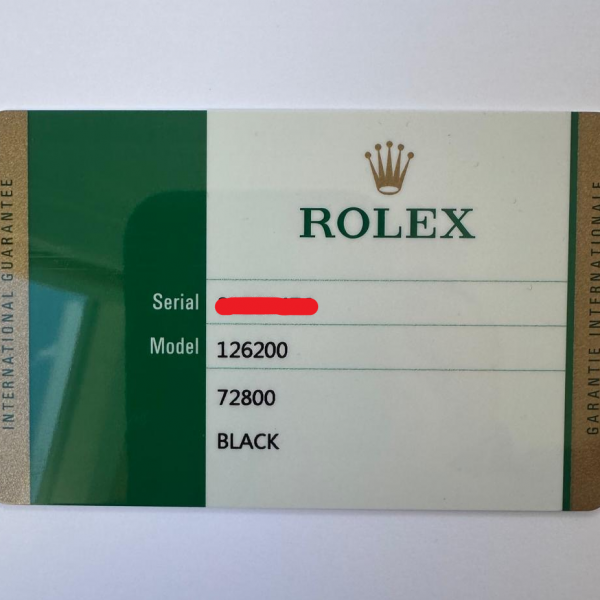 INTERNATIONAL GUARANTEE
ROLEX
Serial
Model 126200
72800
BLACK
GARANTIE INTERNATIONALE